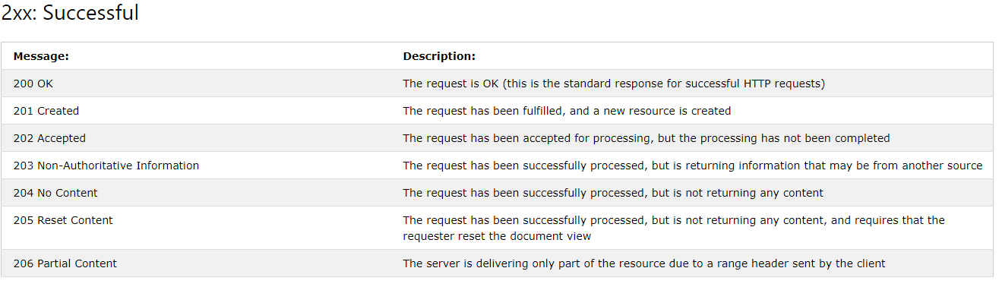 2xx: Successful
Message: Description:
200 OK The request is OK (this is the standard response for successful HTTP requests)
201 Created The request has been fulfilled, and a new resource is created
202 Accepted The request has been accepted for processing, but the processing has not been completed
203 Non-Authoritative Information The request has been successfully processed, but is returning information that may be from another source
204 No Content The request has been successfully processed, but is not returning any content
205 Reset Content The request has been successfully processed, but is not returning any content, and requires that the
requester reset the document view
206 Partial Content The server is delivering only part of the resource due to a range header sent by the client